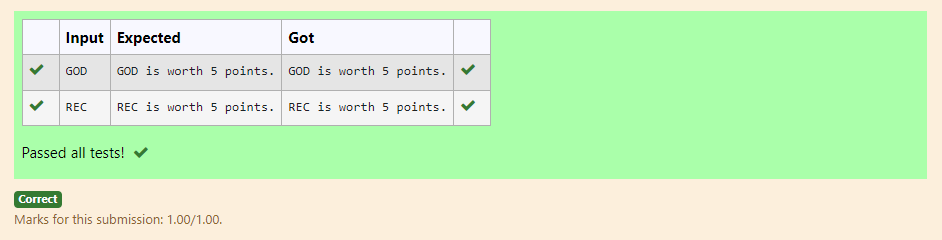 Input Expected Got
GOD GOD is worth 5 points. GOD is worth 5 points.
REC REC is worth 5 points. REC is worth 5 points.
Passed all tests!
Correct
Marks for this submission: 1.00/1.00.